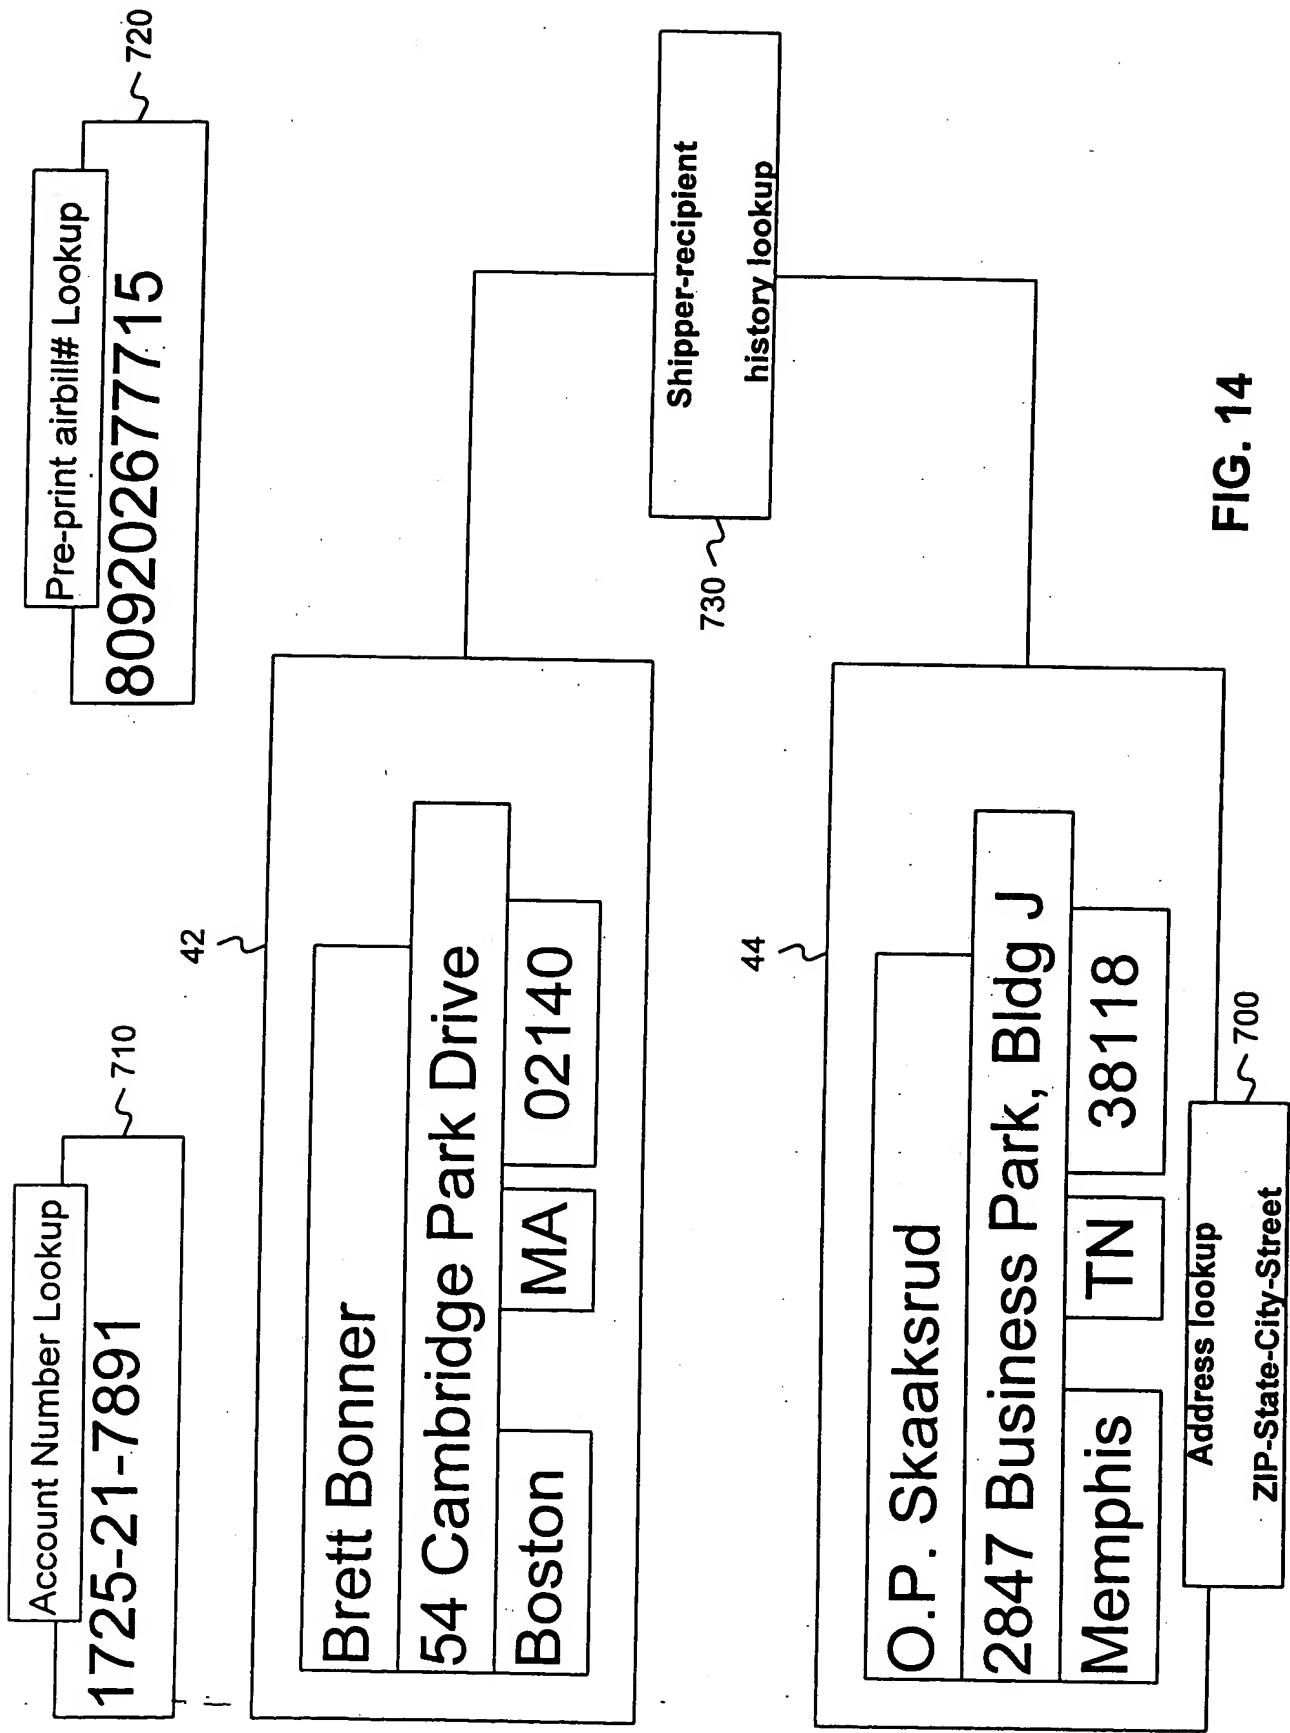 Account Number Lookup
1725-21-7891
710
Pre-print airbill# Lookup
809202677715
720
42
Brett Bonner
54 Cambridge Park Drive
Boston MA 02140
Shipper-recipient
history lookup
730
44
O.P. Skaaksrud
2847 Business Park, Bldg J
Memphis TN 38118
Address lookup
ZIP-State-City-Street
700
FIG. 14